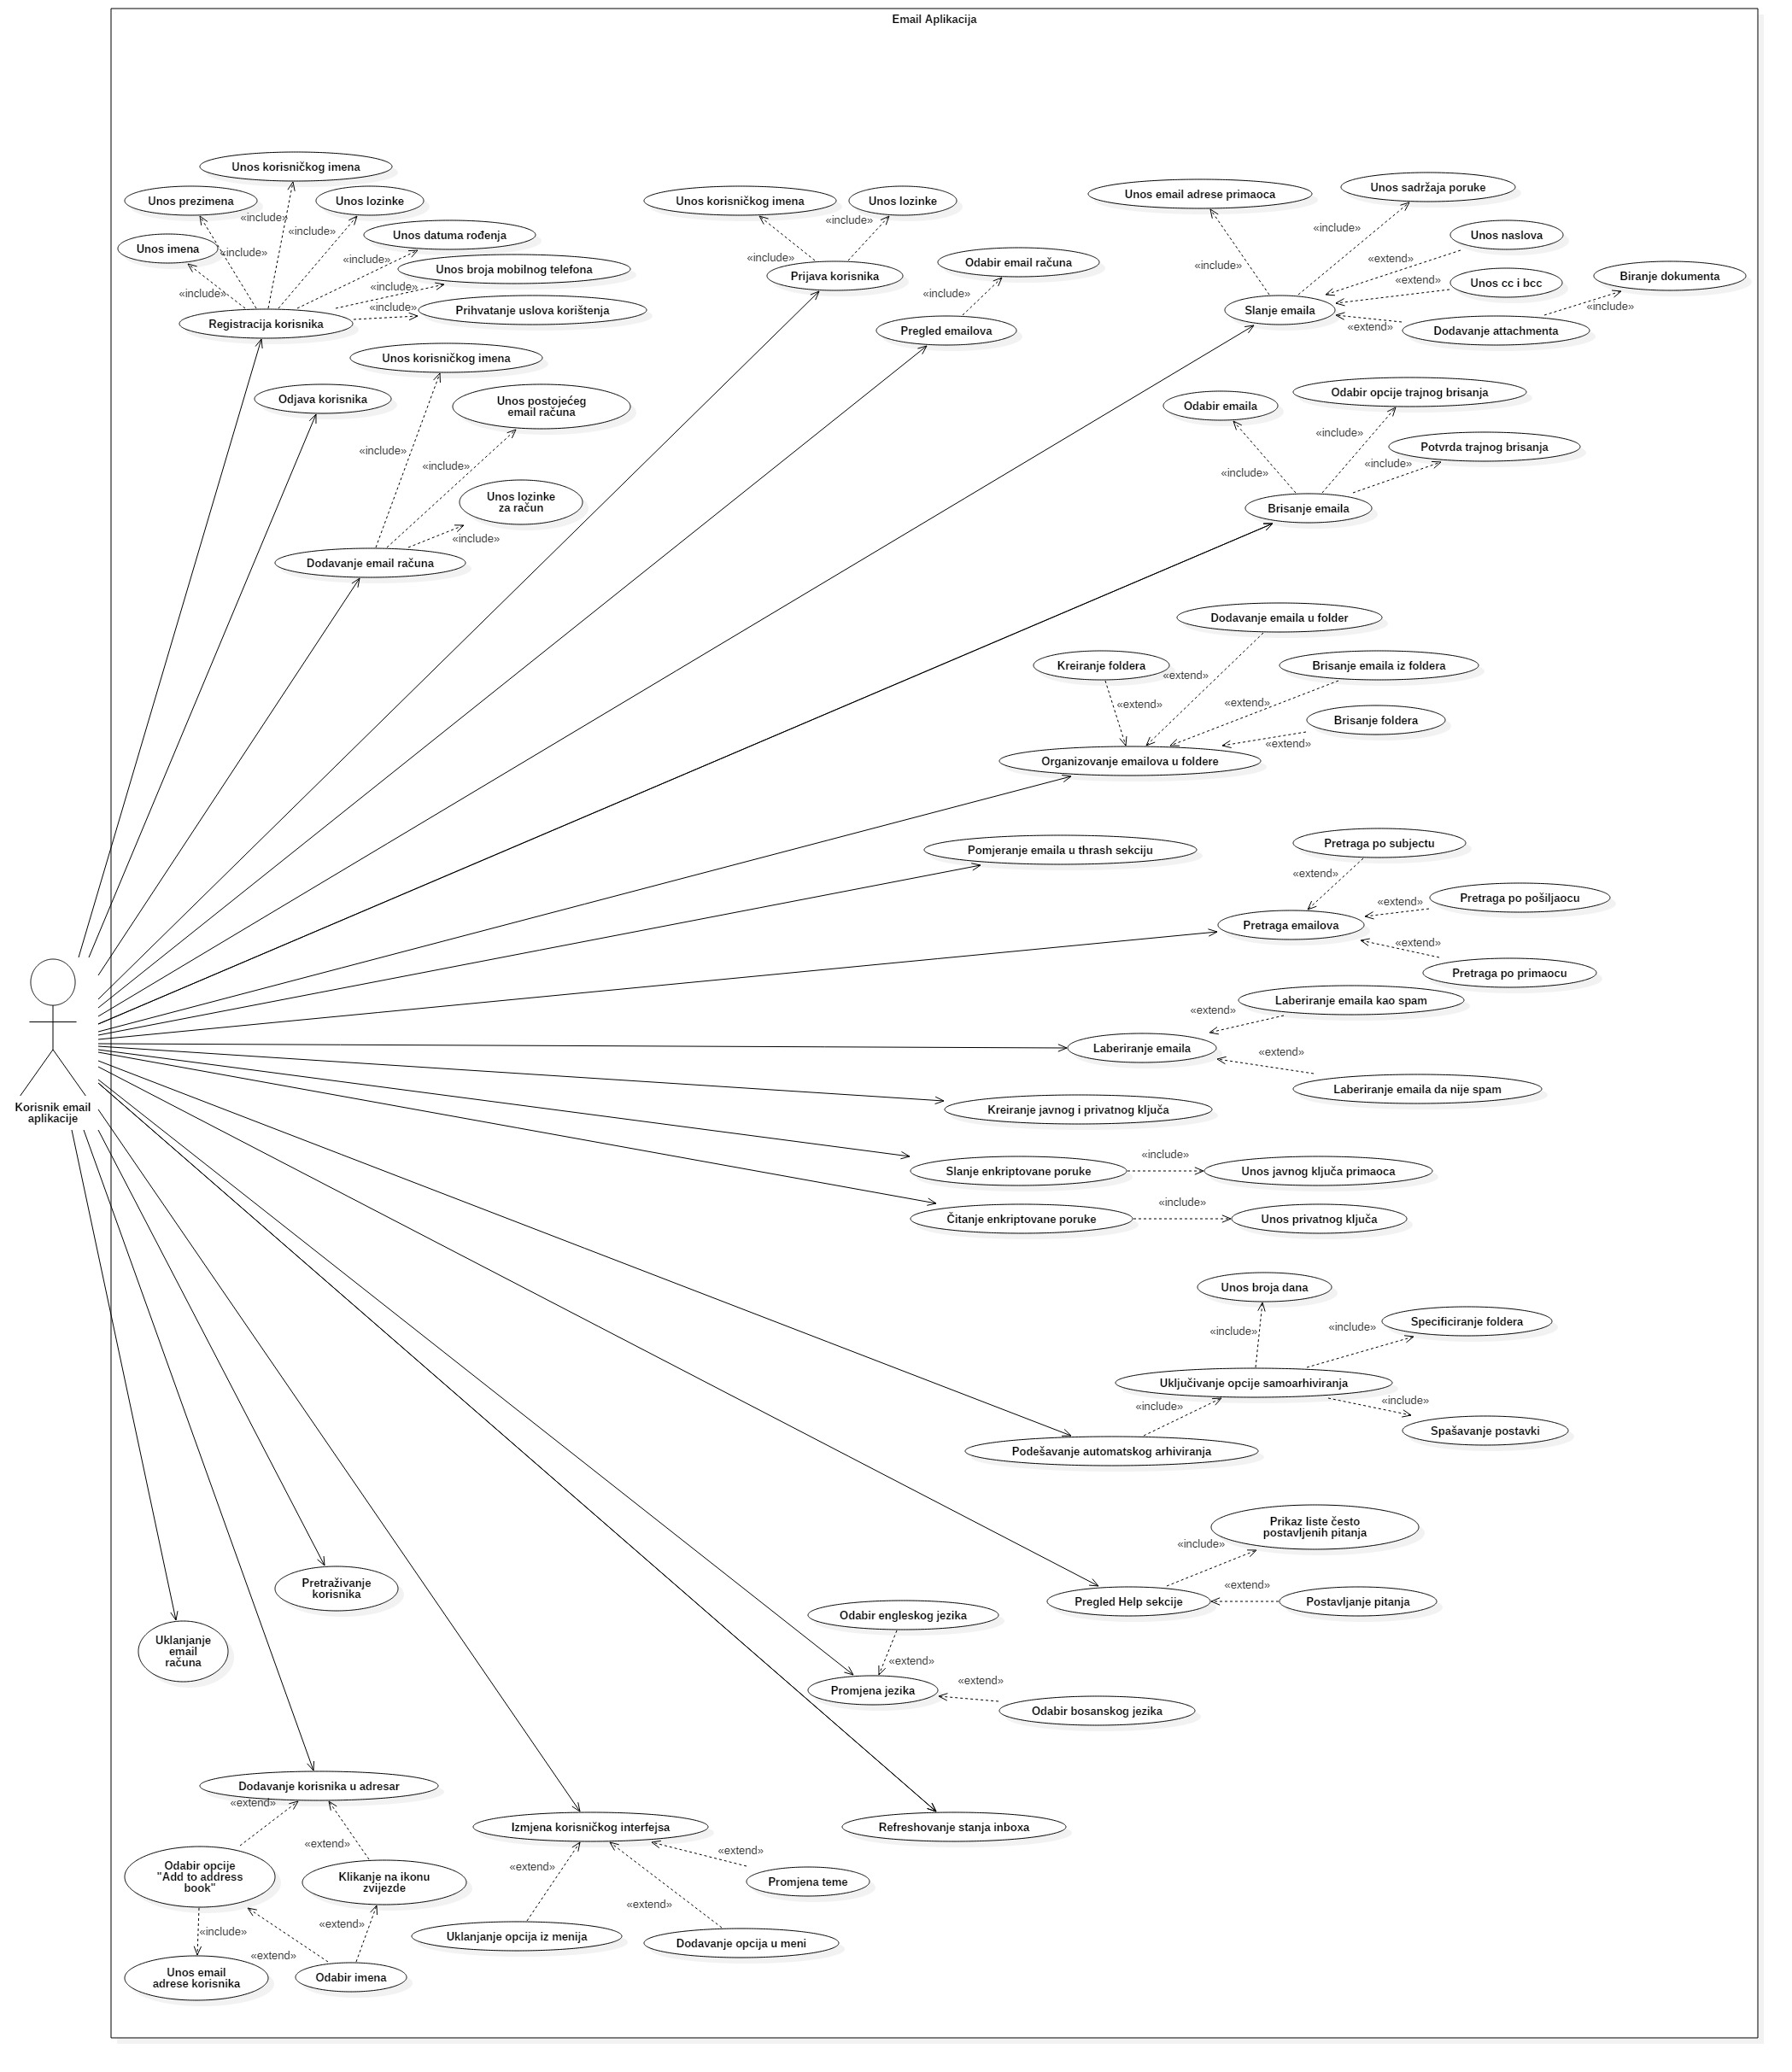 Email Aplikacija
Unos korisničkog imena
Unos prezimena
Unos lozinke
«include»
«include»
«include»
Unos imena
Unos datuma rođenja
«include»
Unos broja mobilnog telefona
«include»
«include»
Prihvatanje uslova korištenja
«include»
Registracija korisnika
Unos korisničkog imena
Unos lozinke
«include»
«include»
Prijava korisnika
Odabir email računa
«include»
Pregled emailova
Unos email adrese primaoca
Unos sadržaja poruke
«include»
«include»
Unos naslova
«extend»
Unos cc i bcc
«extend»
Biranje dokumenta
«include»
Slanje emaila
«extend»
Dodavanje attachmenta
Odjava korisnika
Unos korisničkog imena
Unos postojećeg
email računa
«include»
«include»
Unos lozinke
za račun
«include»
Dodavanje email računa
Odabir emaila
Odabir opcije trajnog brisanja
«include»
Potvrda trajnog brisanja
«include»
«include»
Brisanje emaila
Dodavanje emaila u folder
Kreiranje foldera
Brisanje emaila iz foldera
«extend»
«extend»
«extend»
Brisanje foldera
«extend»
Organizovanje emailova u foldere
Pomjeranje emaila u thrash sekciju
Pretraga po subjectu
«extend»
Pretraga po pošiljaocu
«extend»
Pretraga emailova
«extend»
Pretraga po primaocu
Laberiranje emaila kao spam
«extend»
Laberiranje emaila
«extend»
Laberiranje emaila da nije spam
Korisnik email
aplikacije
Kreiranje javnog i privatnog ključa
Slanje enkriptovane poruke
«include»
Unos javnog ključa primaoca
Čitanje enkriptovane poruke
«include»
Unos privatnog ključa
Unos broja dana
Specificiranje foldera
«include»
«include»
Uključivanje opcije samoarhiviranja
«include»
«include»
Spašavanje postavki
Podešavanje automatskog arhiviranja
Prikaz liste često
postavljenih pitanja
«include»
«extend»
Pregled Help sekcije
Postavljanje pitanja
Pretraživanje
korisnika
Uklanjanje
email
računa
Odabir engleskog jezika
«extend»
«extend»
Promjena jezika
Odabir bosanskog jezika
Dodavanje korisnika u adresar
«extend»
«extend»
Odabir opcije
"Add to address
book"
Klikanje na ikonu
zvijezde
«include»
«extend»
«extend»
Unos email
adrese korisnika
Odabir imena
Izmjena korisničkog interfejsa
Refreshovanje stanja inboxa
«extend»
«extend»
Promjena teme
«extend»
Uklanjanje opcija iz menija
Dodavanje opcija u meni